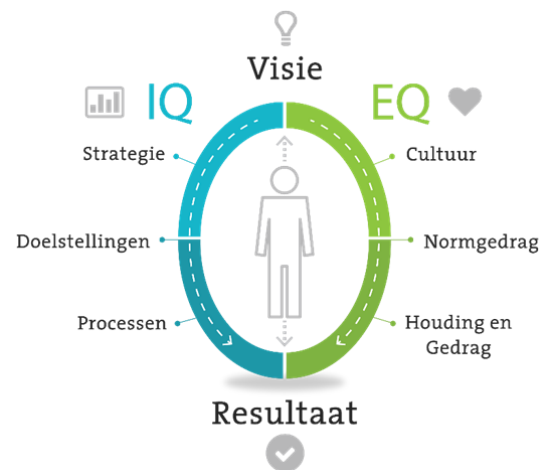 Visie
IQ
EQ
Strategie
Cultuur
Doelstellingen
Normgedrag
Processen
Houding en
Gedrag
Resultaat